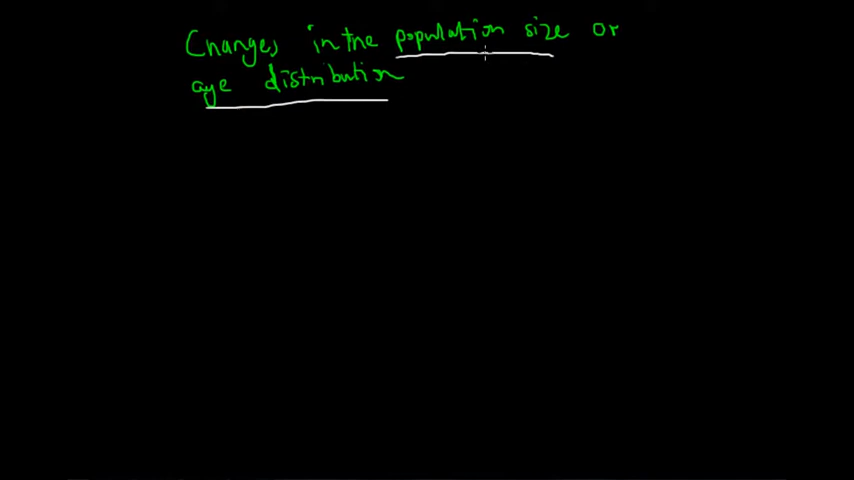 Changes in the population size or
age distribution